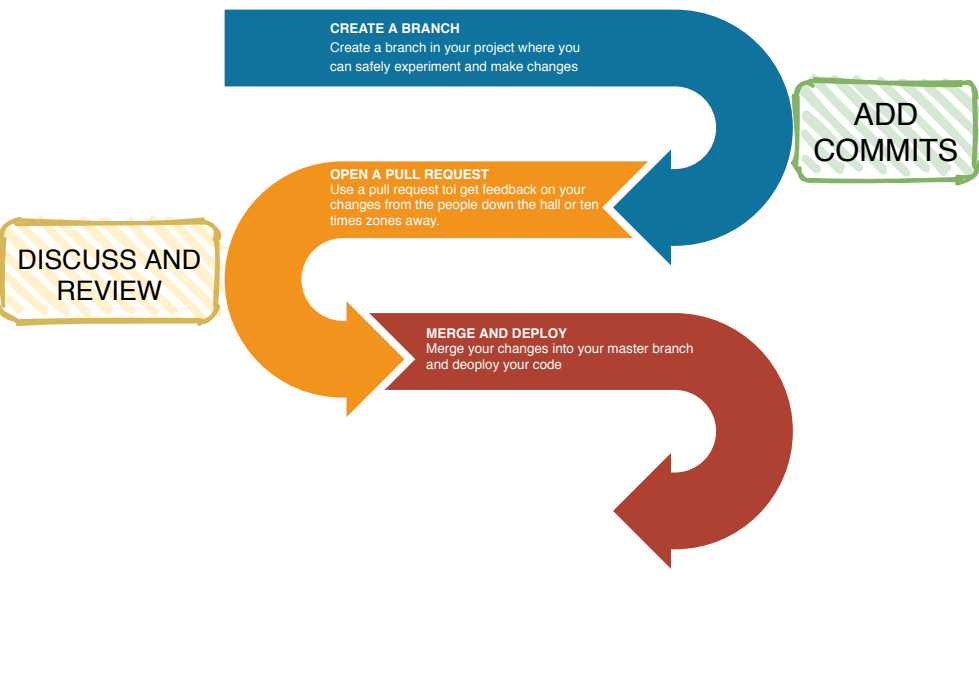 CREATE A BRANCH
Create a branch in your project where you
can safely experiment and make changes
ADD
COMMITS
OPEN A PULL REQUEST
Use a pull request toi get feedback on your
changes from the people down the hall or ten
times zones away.
DISCUSS AND
REVIEW
MERGE AND DEPLOY
Merge your changes into your master branch
and deoploy your code